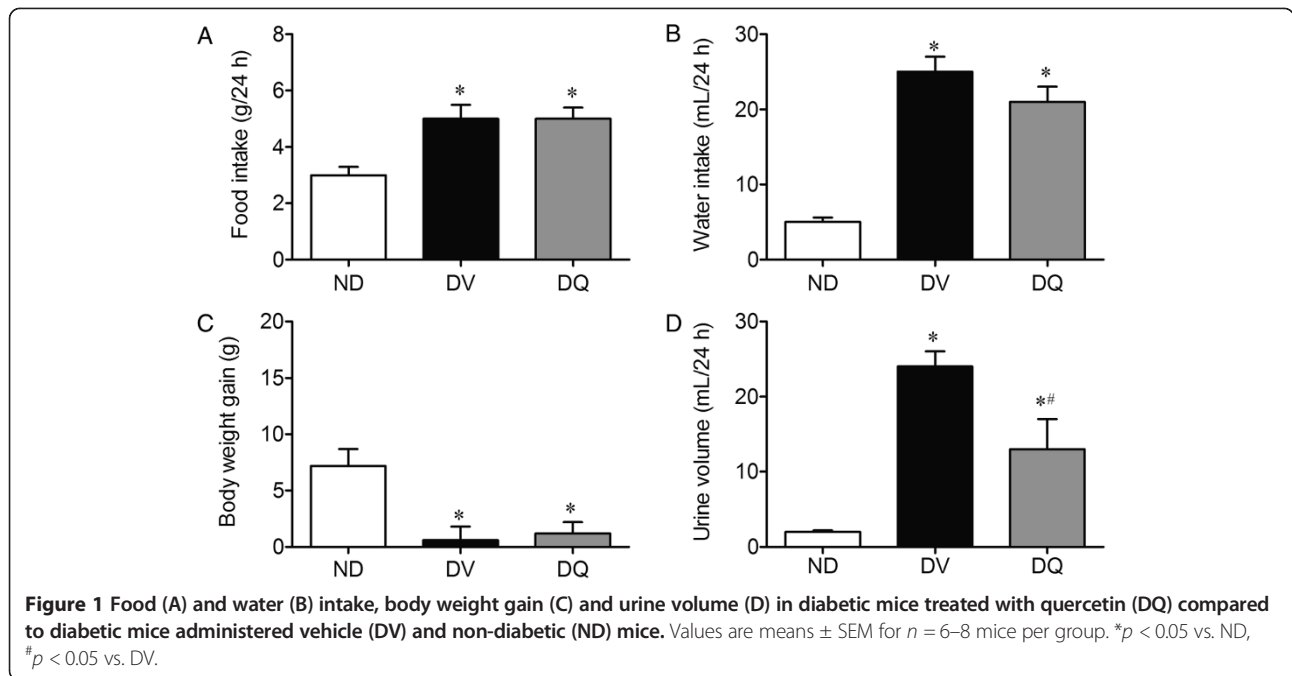 A
Food intake (g/24 h)
8
6
4
2
0
*
*
ND DV DQ
B
Water intake (mL/24 h)
30
20
10
0
*
*
ND DV DQ
C
Body weight gain (g)
20
15
10
5
0
*
*
ND DV DQ
D
Urine volume (mL/24 h)
30
20
10
0
*
*#
ND DV DQ
Figure 1 Food (A) and water (B) intake, body weight gain (C) and urine volume (D) in diabetic mice treated with quercetin (DQ) compared
to diabetic mice administered vehicle (DV) and non-diabetic (ND) mice. Values are means ± SEM for n = 6–8 mice per group. *p < 0.05 vs. ND,
#p < 0.05 vs. DV.